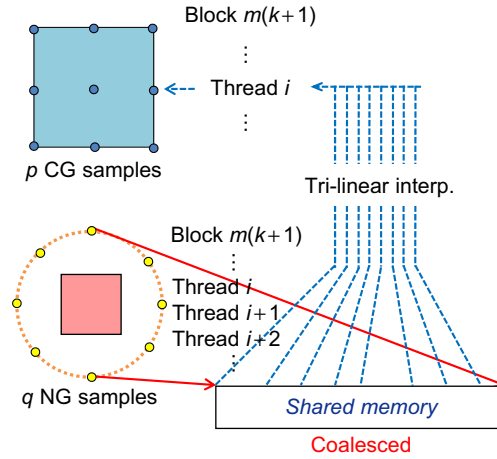 Block m(k+1)
⋮
Thread i
⋮
p CG samples
Tri-linear interp.
Block m(k+1)
⋮
Thread i
Thread i+1
Thread i+2
⋮
q NG samples
Shared memory
Coalesced